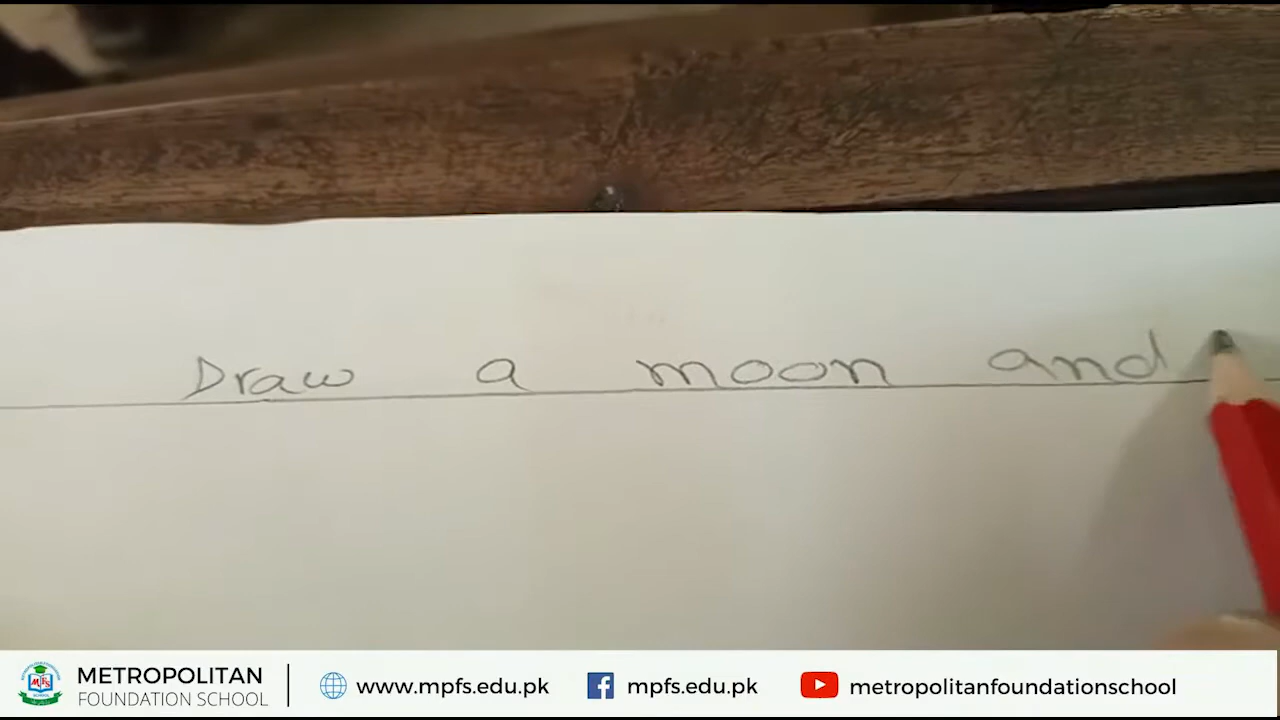 Draw a moon and
METROPOLITAN
FOUNDATION SCHOOL
www.mpfs.edu.pk
mpfs.edu.pk
metropolitanfoundationschool